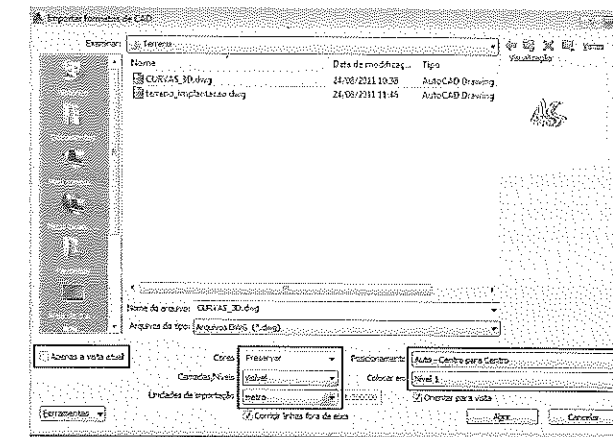 Importar formatos de CAD
Examinar: Terreno
Nome Data de modificaç... Tipo
CURVAS_3D.dwg 24/08/2011 10:38 AutoCAD Drawing
terreno_implantacao.dwg 24/08/2011 11:46 AutoCAD Drawing
Visualização
Nome do arquivo: CURVAS_3D.dwg
Arquivos do tipo: Arquivos DWG (*.dwg)
Apenas a vista atual
Cores: Preservar
Posicionamento: Auto - Centro para Centro
Camadas/Níveis: Visível
Colocar em: Nível 1
Unidades de importação: metro
Orientar para vista
Corrigir linhas fora de eixo
Ferramentas
Abrir
Cancelar